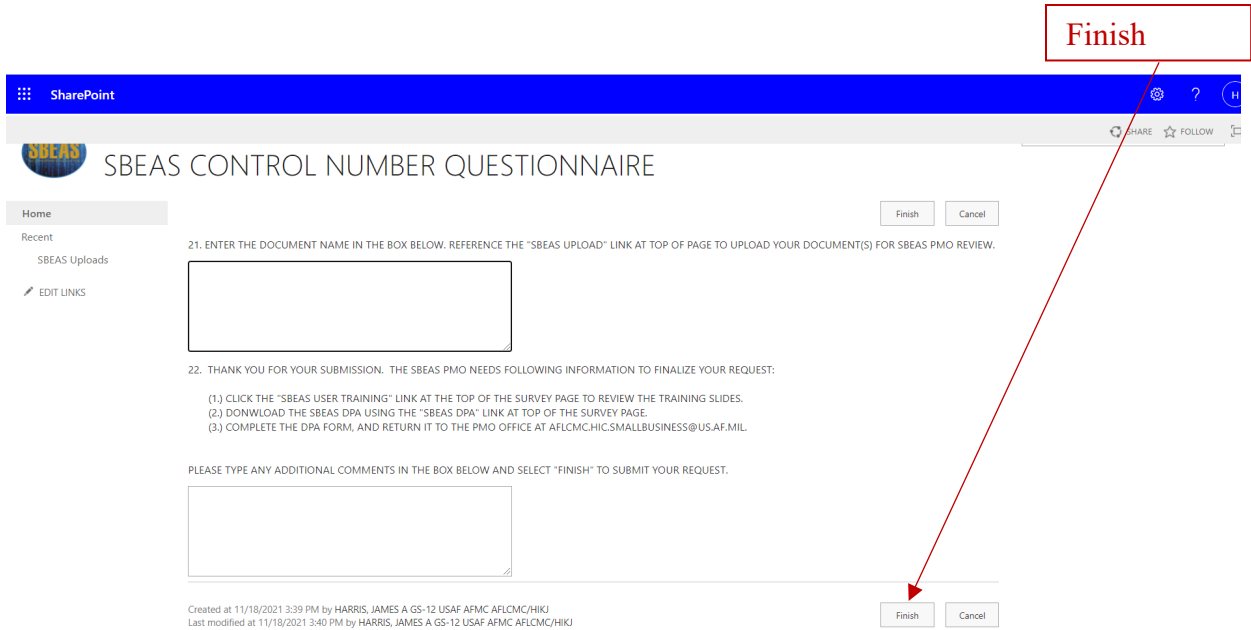 Finish
SharePoint
? H
SHARE FOLLOW
SBEAS
SBEAS CONTROL NUMBER QUESTIONNAIRE
Home
Recent
SBEAS Uploads
EDIT LINKS
Finish Cancel
21. ENTER THE DOCUMENT NAME IN THE BOX BELOW. REFERENCE THE "SBEAS UPLOAD" LINK AT TOP OF PAGE TO UPLOAD YOUR DOCUMENT(S) FOR SBEAS PMO REVIEW.
22. THANK YOU FOR YOUR SUBMISSION. THE SBEAS PMO NEEDS FOLLOWING INFORMATION TO FINALIZE YOUR REQUEST:
(1.) CLICK THE "SBEAS USER TRAINING" LINK AT THE TOP OF THE SURVEY PAGE TO REVIEW THE TRAINING SLIDES.
(2.) DONWLOAD THE SBEAS DPA USING THE "SBEAS DPA" LINK AT TOP OF THE SURVEY PAGE.
(3.) COMPLETE THE DPA FORM, AND RETURN IT TO THE PMO OFFICE AT AFLCMC.HIC.SMALLBUSINESS@US.AF.MIL.
PLEASE TYPE ANY ADDITIONAL COMMENTS IN THE BOX BELOW AND SELECT "FINISH" TO SUBMIT YOUR REQUEST.
Created at 11/18/2021 3:39 PM by HARRIS, JAMES A GS-12 USAF AFMC AFLCMC/HIKJ
Last modified at 11/18/2021 3:40 PM by HARRIS, JAMES A GS-12 USAF AFMC AFLCMC/HIKJ
Finish Cancel